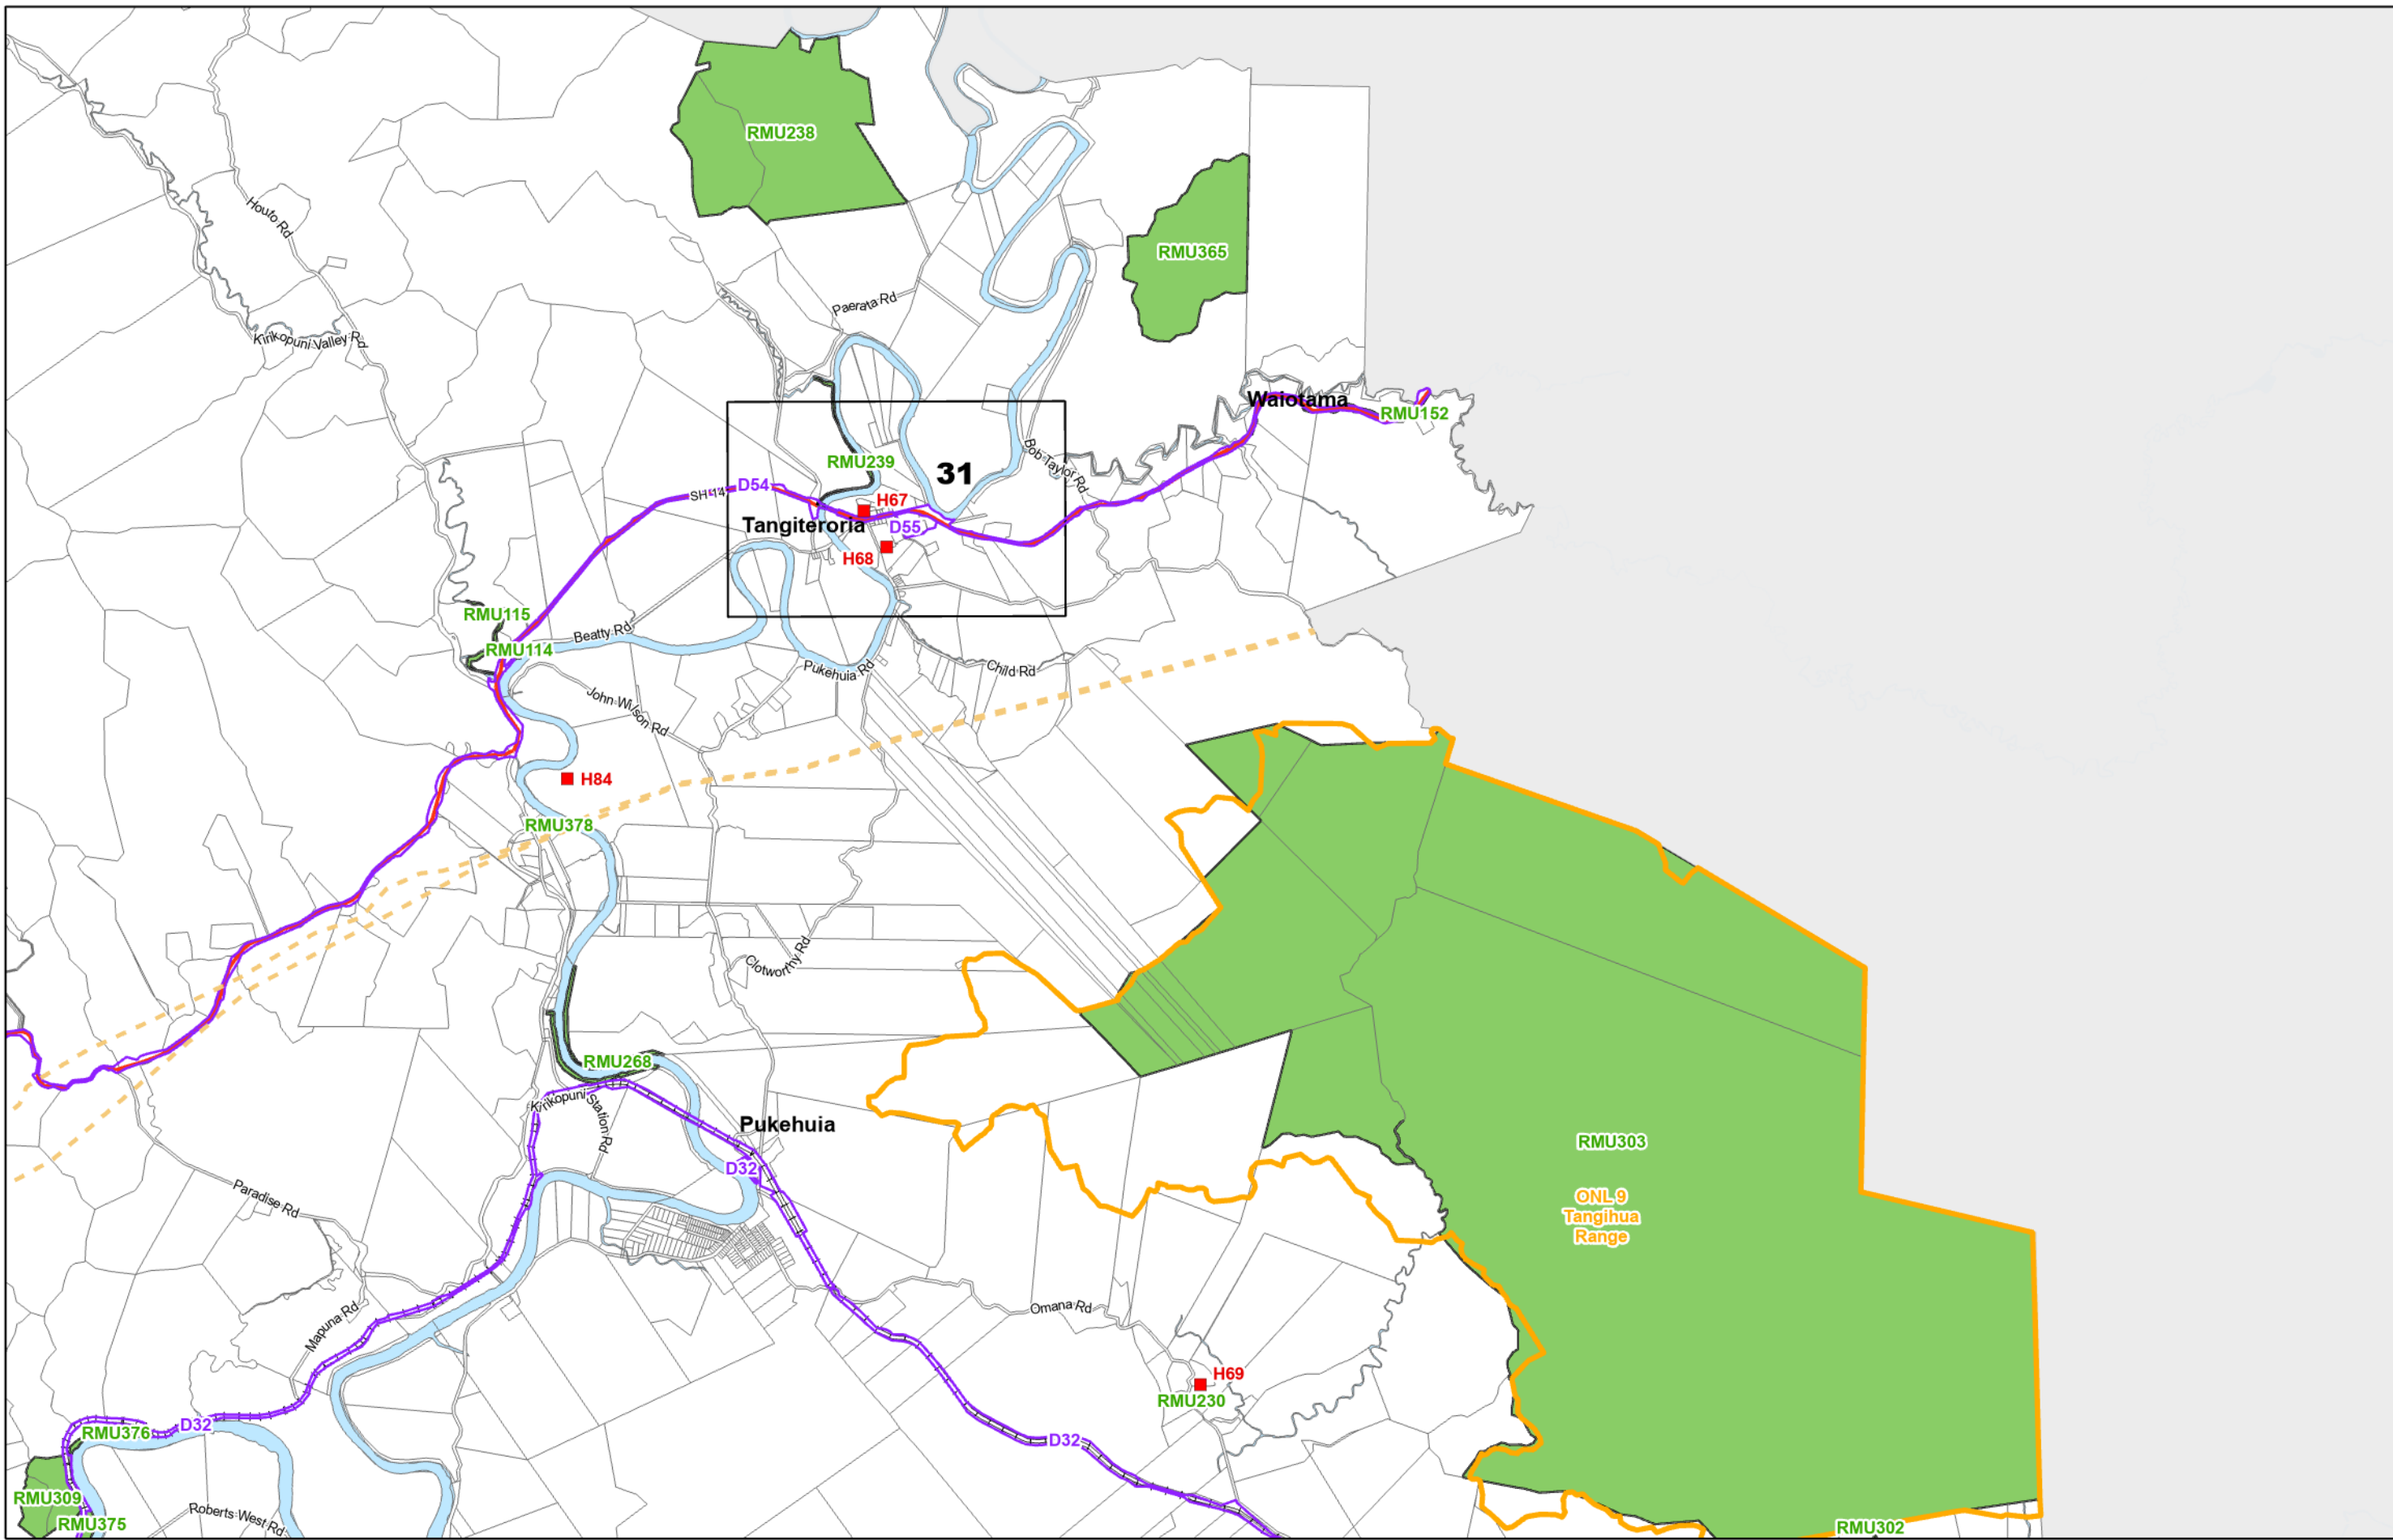 RMU238
Houto Rd
RMU365
Paerata Rd
Kirikopuni Valley Rd
Waiotama
RMU152
Bob Taylor Rd
RMU239
31
SH 14
D54
H67
Tangiteroria
D55
H68
RMU115
Beatty Rd
RMU114
Pukehuia Rd
Child Rd
John Wilson Rd
H84
RMU378
Clotworthy Rd
RMU268
Kirikopuni Station Rd
Pukehuia
RMU303
D32
Paradise Rd
ONL 9
Tangihua
Range
Omana Rd
Mapuna Rd
H69
RMU230
D32
RMU376
D32
RMU309
Roberts West Rd
RMU375
RMU302